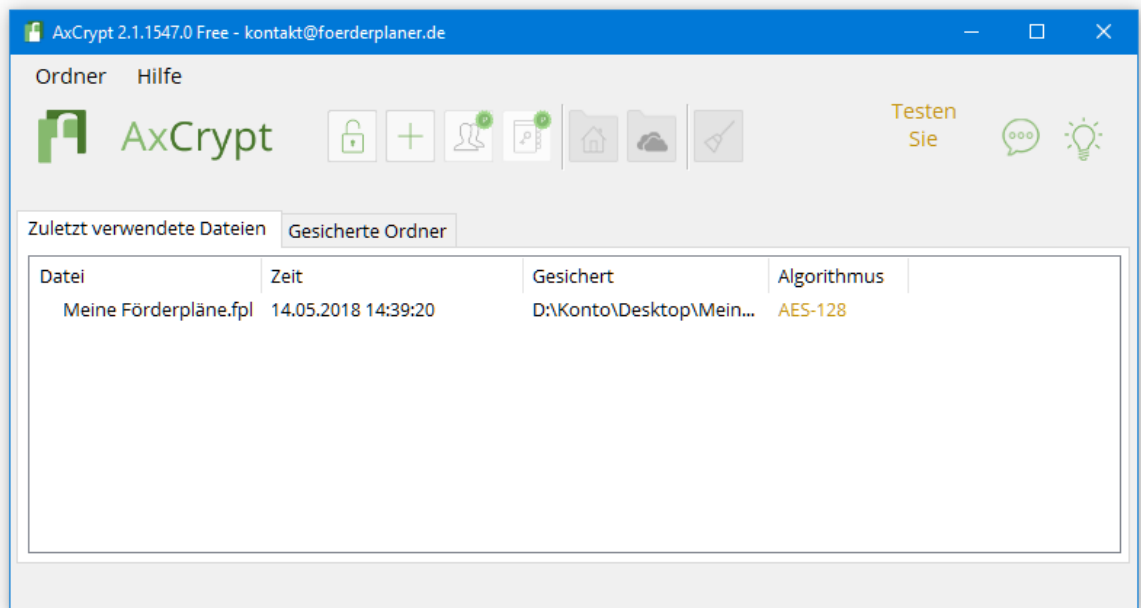 AxCrypt 2.1.1547.0 Free - kontakt@foerderplaner.de
Ordner Hilfe
AxCrypt
Testen
Sie
Zuletzt verwendete Dateien Gesicherte Ordner
Datei Zeit Gesichert Algorithmus
Meine Förderpläne.fpl 14.05.2018 14:39:20 D:\Konto\Desktop\Mein... AES-128